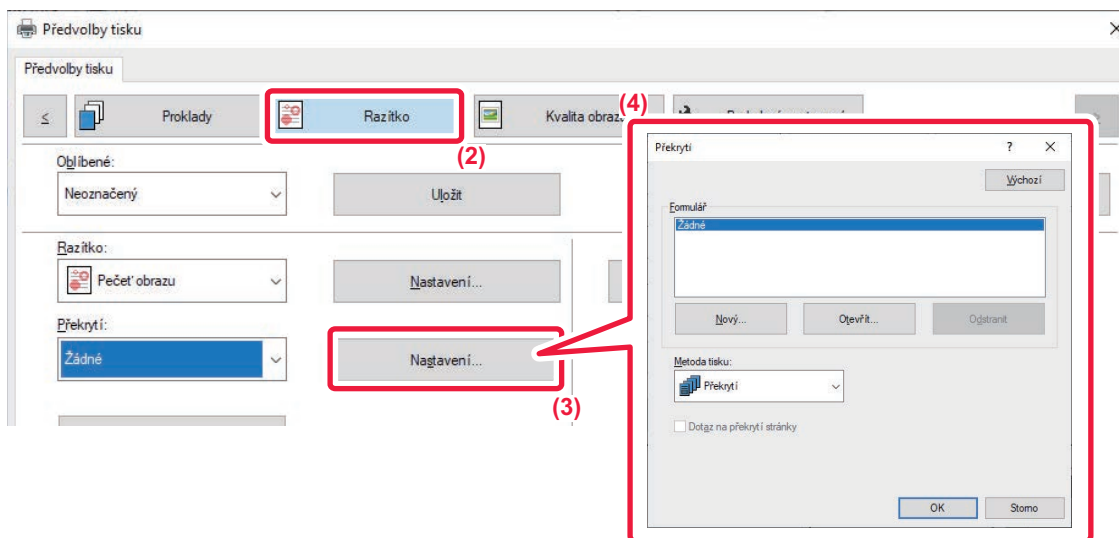 Předvolby tisku
Předvolby tisku
≤ Proklady Razítko Kvalita obrazu
(2)
(4)
Oblíbené:
Neoznačený Uložit
Razítko:
Pečeť obrazu Nastavení...
Překrytí:
Žádné Nastavení...
(3)
Překrytí ?
Výchozí
Formulář
Žádné
Nový... Otevřít... Odstranit
Metoda tisku:
Překrytí
Dotaz na překrytí stránky
OK Storno